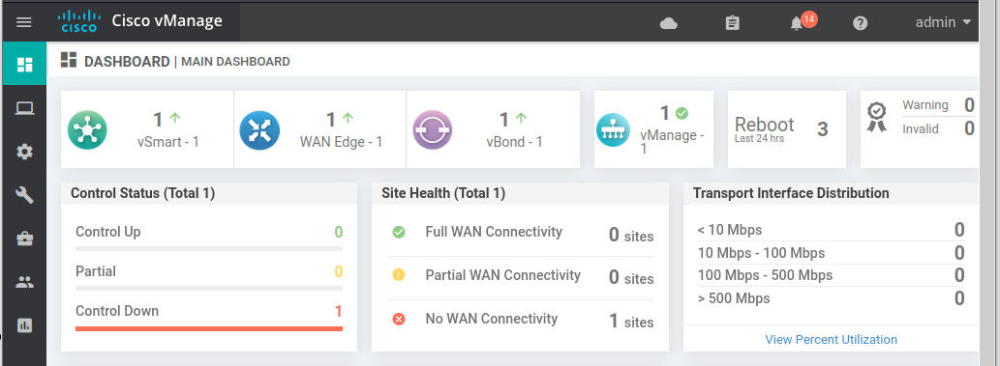 CISCO Cisco vManage 14 ? admin
DASHBOARD | MAIN DASHBOARD
1 vSmart - 1
1 WAN Edge - 1
1 vBond - 1
1 vManage - 1
Reboot 3
Last 24 hrs
Warning 0
Invalid 0
Control Status (Total 1)
Control Up 0
Partial 0
Control Down 1
Site Health (Total 1)
Full WAN Connectivity 0 sites
Partial WAN Connectivity 0 sites
No WAN Connectivity 1 sites
Transport Interface Distribution
< 10 Mbps 0
10 Mbps - 100 Mbps 0
100 Mbps - 500 Mbps 0
> 500 Mbps 0
View Percent Utilization